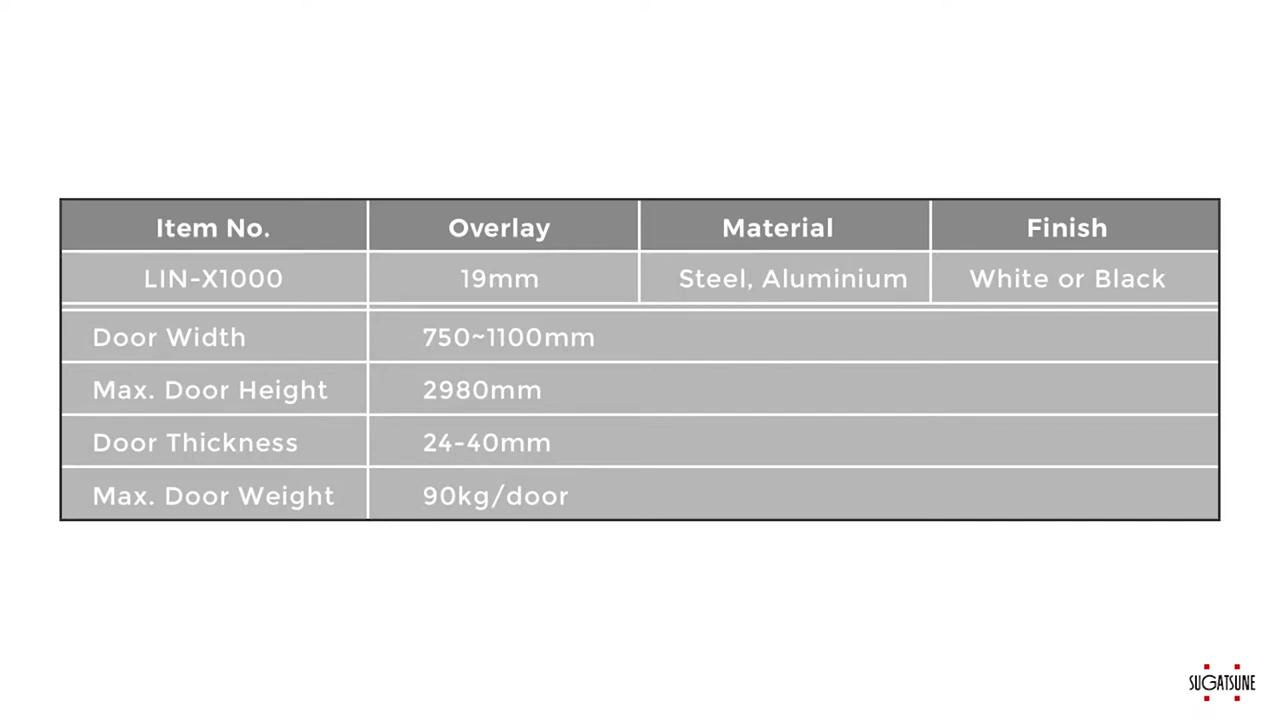 Item No. Overlay Material Finish
LIN-X1000 19mm Steel, Aluminium White or Black
Door Width 750~1100mm
Max. Door Height 2980mm
Door Thickness 24-40mm
Max. Door Weight 90kg/door
SUGATSUNE